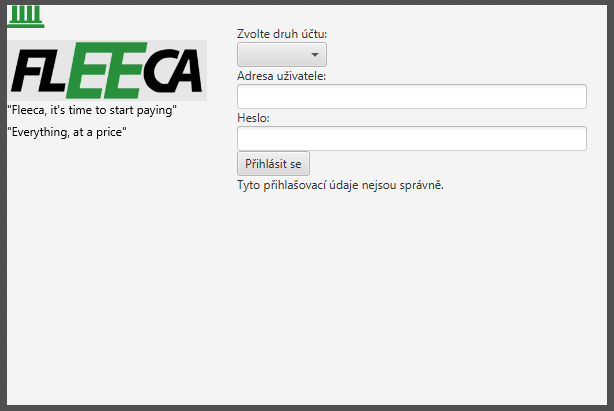 FLEECA
"Fleeca, it's time to start paying"
"Everything, at a price"
Zvolte druh účtu:
Adresa uživatele:
Heslo:
Přihlásit se
Tyto přihlašovací údaje nejsou správně.